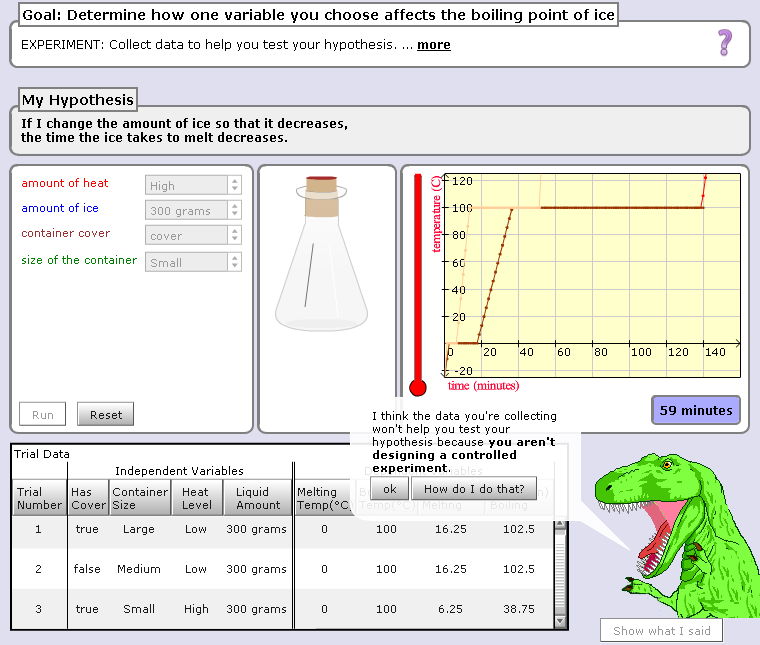 Goal: Determine how one variable you choose affects the boiling point of ice
EXPERIMENT: Collect data to help you test your hypothesis. ... more
?
My Hypothesis
If I change the amount of ice so that it decreases,
the time the ice takes to melt decreases.
amount of heat
High
amount of ice
300 grams
container cover
cover
size of the container
Small
Run
Reset
temperature (C)
120
100
80
60
40
20
-20
0
20
40
60
80
100
120
140
time (minutes)
59 minutes
I think the data you're collecting
won't help you test your
hypothesis because you aren't
designing a controlled
experiment.
ok
How do I do that?
Trial Data
Independent Variables
Trial
Number
Has
Cover
Container
Size
Heat
Level
Liquid
Amount
Melting
Temp(°C)
Temp(°C)
Melting
Boiling
1 true Large Low 300 grams 0 100 16.25 102.5
2 false Medium Low 300 grams 0 100 16.25 102.5
3 true Small High 300 grams 0 100 6.25 38.75
Show what I said